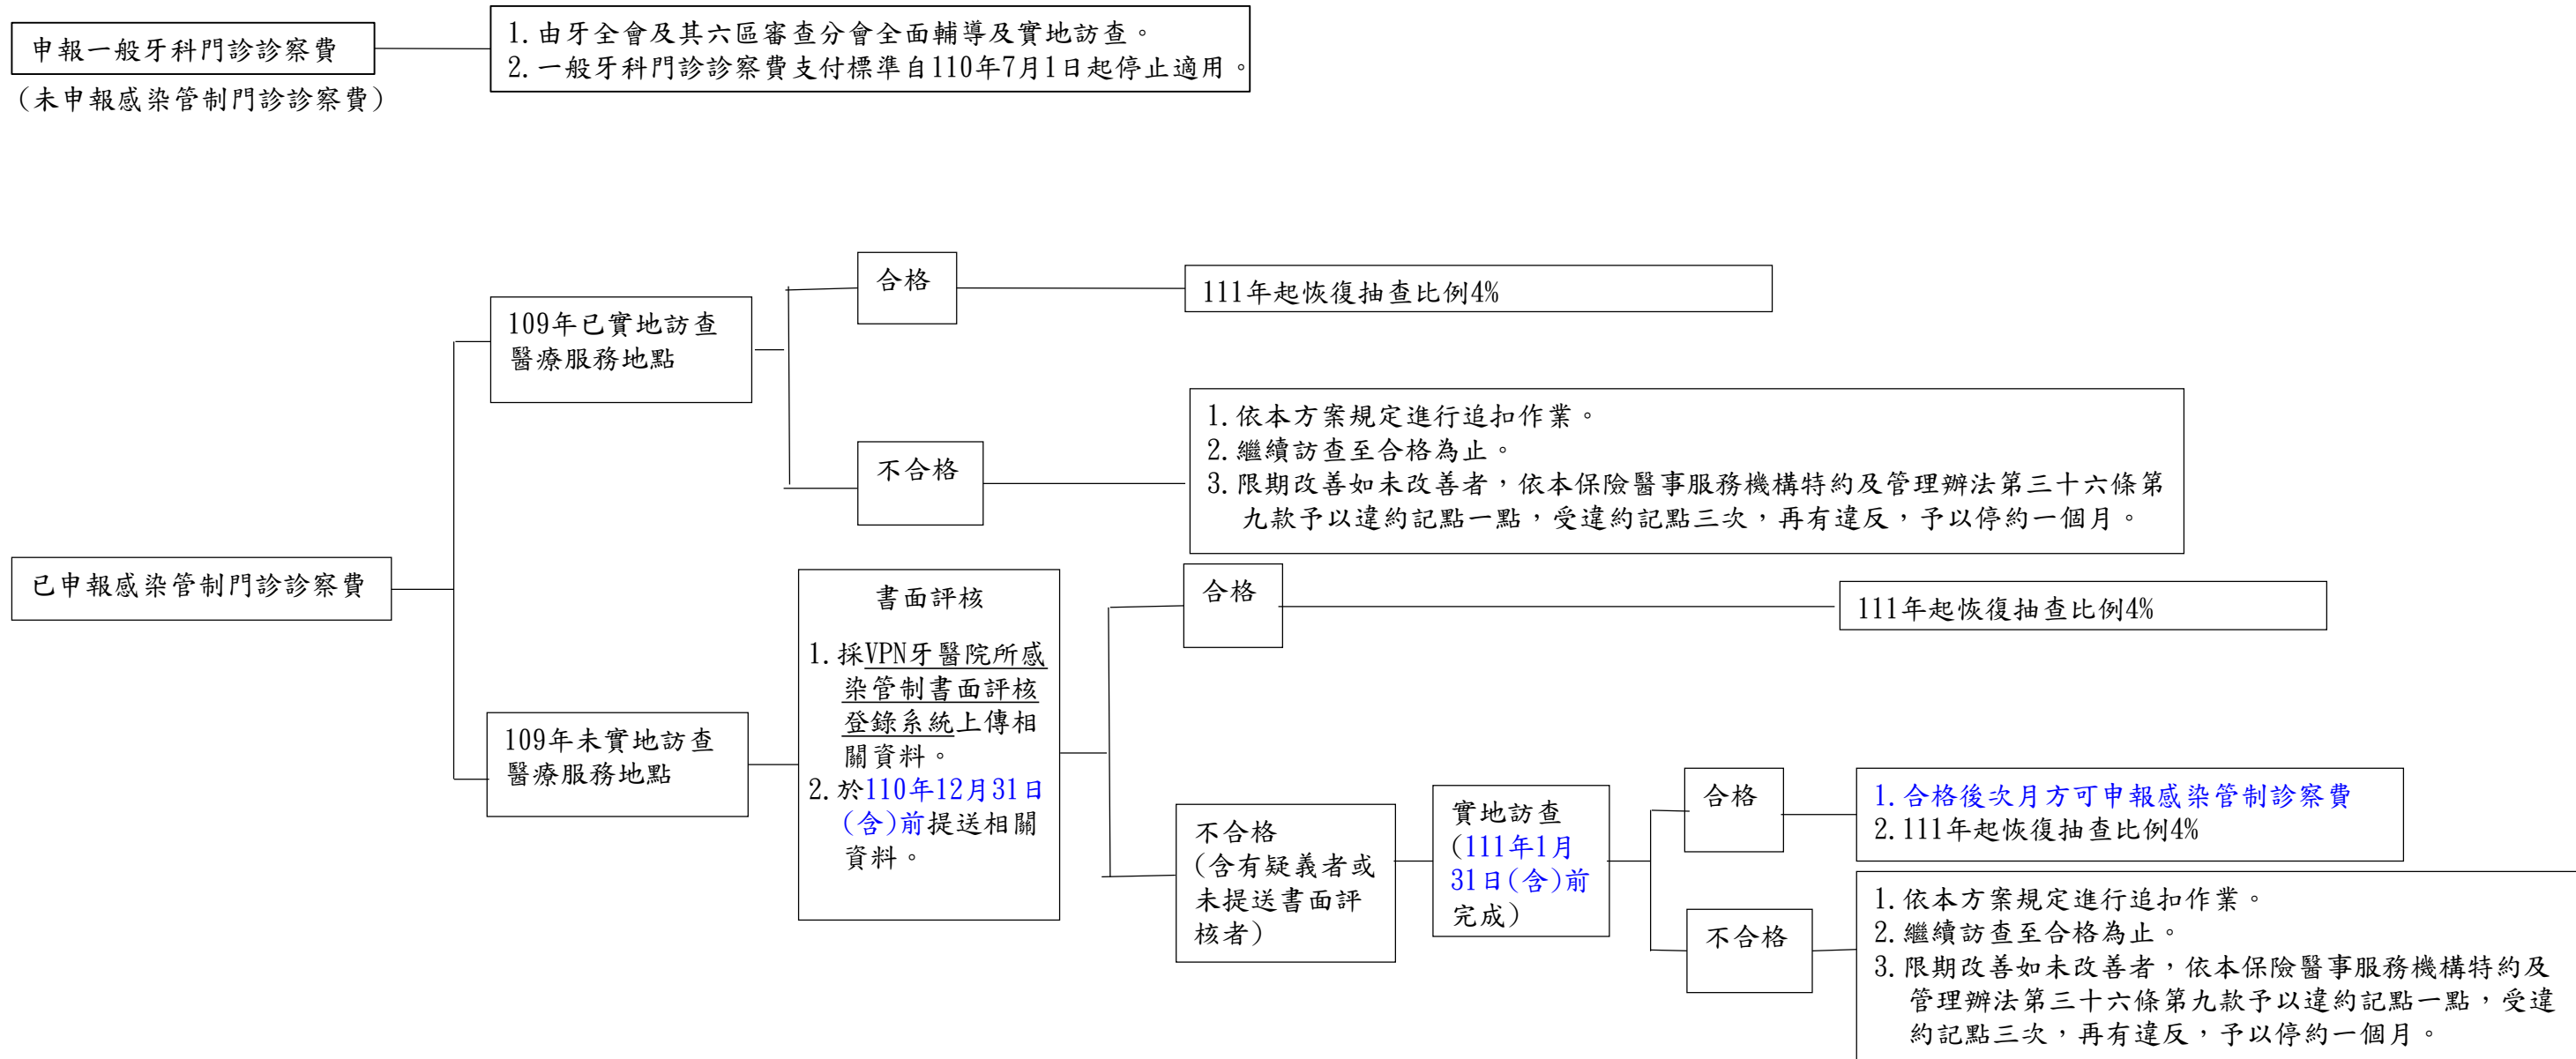 申報一般牙科門診診察費
(未申報感染管制門診診察費)
1.由牙全會及其六區審查分會全面輔導及實地訪查。
2.一般牙科門診診察費支付標準自110年7月1日起停止適用。
已申報感染管制門診診察費
109年已實地訪查
醫療服務地點
合格
111年起恢復抽查比例4%
不合格
1.依本方案規定進行追扣作業。
2.繼續訪查至合格為止。
3.限期改善如未改善者，依本保險醫事服務機構特約及管理辦法第三十六條第
九款予以違約記點一點，受違約記點三次，再有違反，予以停約一個月。
109年未實地訪查
醫療服務地點
書面評核
1.採VPN牙醫院所感
染管制書面評核
登錄系統上傳相
關資料。
2.於110年12月31日
(含)前提送相關
資料。
合格
111年起恢復抽查比例4%
不合格
(含有疑義者或
未提送書面評
核者)
實地訪查
(111年1月
31日(含)前
完成)
合格
1.合格後次月方可申報感染管制診察費
2.111年起恢復抽查比例4%
不合格
1.依本方案規定進行追扣作業。
2.繼續訪查至合格為止。
3.限期改善如未改善者，依本保險醫事服務機構特約及
管理辦法第三十六條第九款予以違約記點一點，受違
約記點三次，再有違反，予以停約一個月。